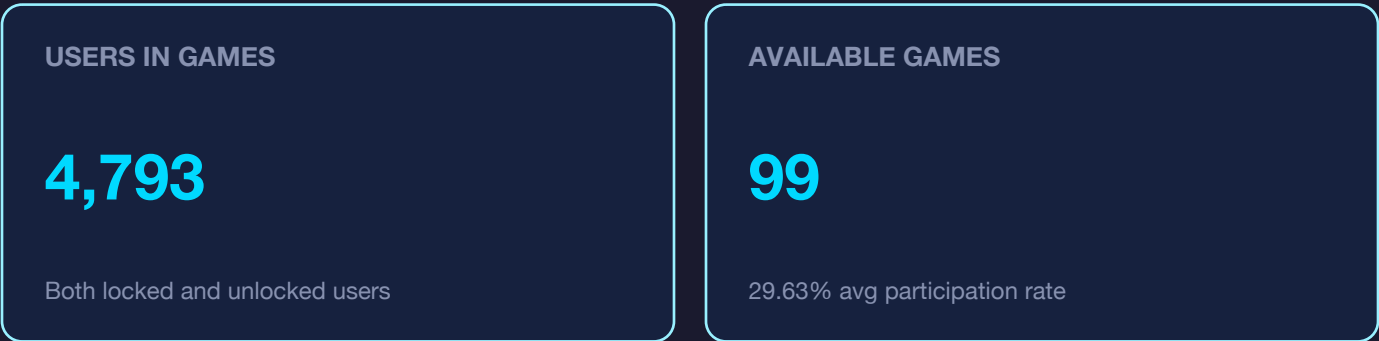 USERS IN GAMES
4,793
Both locked and unlocked users
AVAILABLE GAMES
99
29.63% avg participation rate